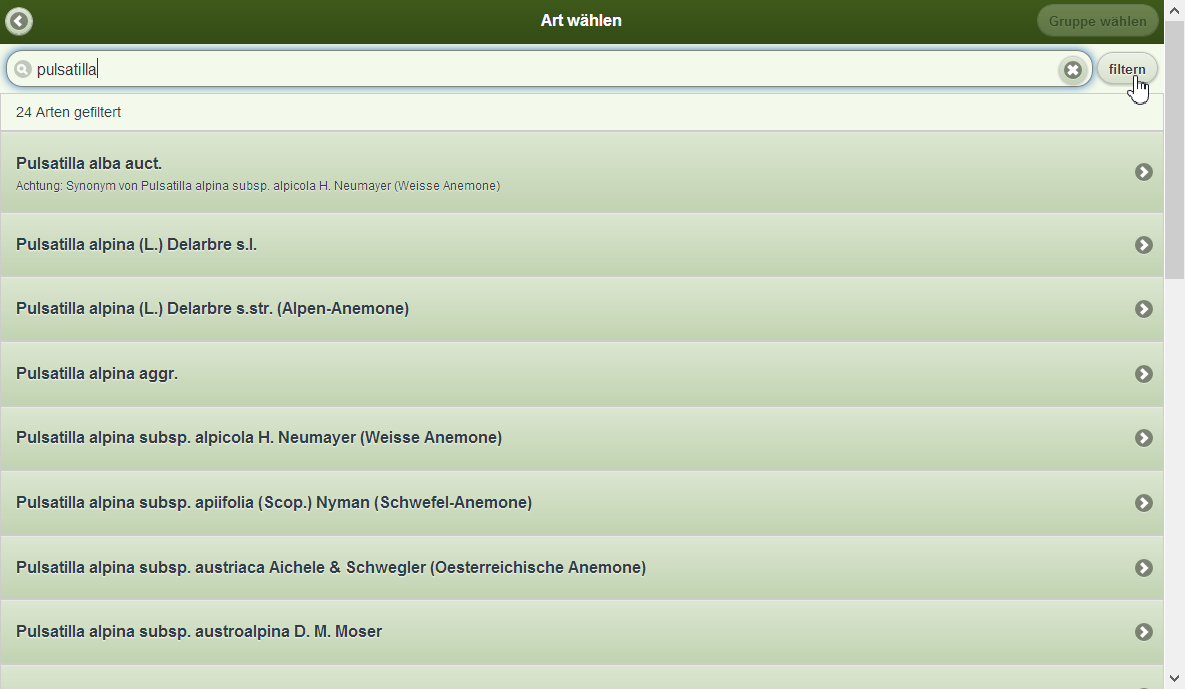 Art wählen
Gruppe wählen
pulsatilla
filtern
24 Arten gefiltert
Pulsatilla alba auct.
Achtung: Synonym von Pulsatilla alpina subsp. alpicola H. Neumayer (Weisse Anemone)
Pulsatilla alpina (L.) Delarbre s.l.
Pulsatilla alpina (L.) Delarbre s.str. (Alpen-Anemone)
Pulsatilla alpina aggr.
Pulsatilla alpina subsp. alpicola H. Neumayer (Weisse Anemone)
Pulsatilla alpina subsp. apiifolia (Scop.) Nyman (Schwefel-Anemone)
Pulsatilla alpina subsp. austriaca Aichele & Schwegler (Oesterreichische Anemone)
Pulsatilla alpina subsp. austroalpina D. M. Moser